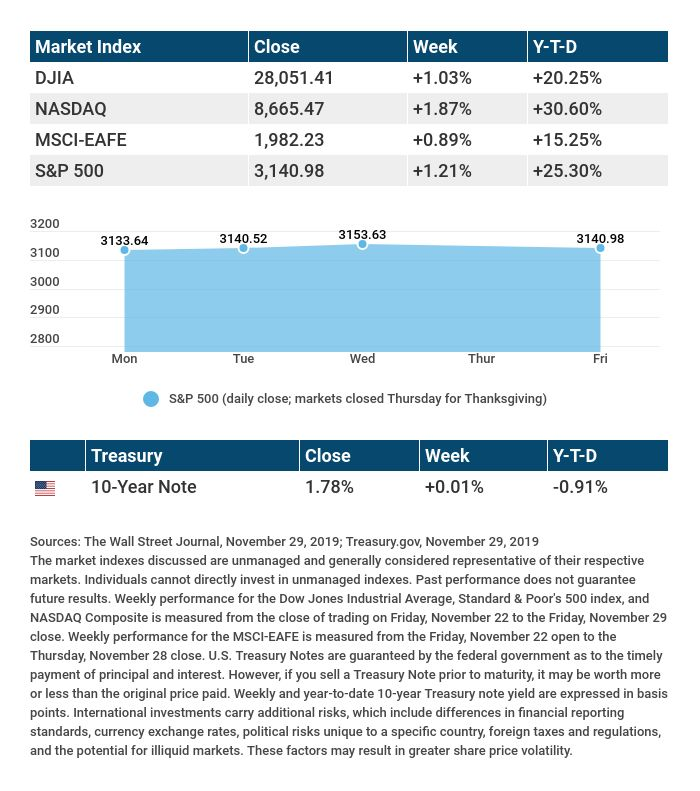 Market Index Close Week Y-T-D
DJIA 28,051.41 +1.03% +20.25%
NASDAQ 8,665.47 +1.87% +30.60%
MSCI-EAFE 1,982.23 +0.89% +15.25%
S&P 500 3,140.98 +1.21% +25.30%
3200
3133.64 3140.52 3153.63 3140.98
3100
3000
2900
2800
Mon Tue Wed Thur Fri
S&P 500 (daily close; markets closed Thursday for Thanksgiving)
Treasury Close Week Y-T-D
10-Year Note 1.78% +0.01% -0.91%
Sources: The Wall Street Journal, November 29, 2019; Treasury.gov, November 29, 2019
The market indexes discussed are unmanaged and generally considered representative of their respective
markets. Individuals cannot directly invest in unmanaged indexes. Past performance does not guarantee
future results. Weekly performance for the Dow Jones Industrial Average, Standard & Poor's 500 index, and
NASDAQ Composite is measured from the close of trading on Friday, November 22 to the Friday, November 29
close. Weekly performance for the MSCI-EAFE is measured from the Friday, November 22 open to the
Thursday, November 28 close. U.S. Treasury Notes are guaranteed by the federal government as to the timely
payment of principal and interest. However, if you sell a Treasury Note prior to maturity, it may be worth more
or less than the original price paid. Weekly and year-to-date 10-year Treasury note yield are expressed in basis
points. International investments carry additional risks, which include differences in financial reporting
standards, currency exchange rates, political risks unique to a specific country, foreign taxes and regulations,
and the potential for illiquid markets. These factors may result in greater share price volatility.